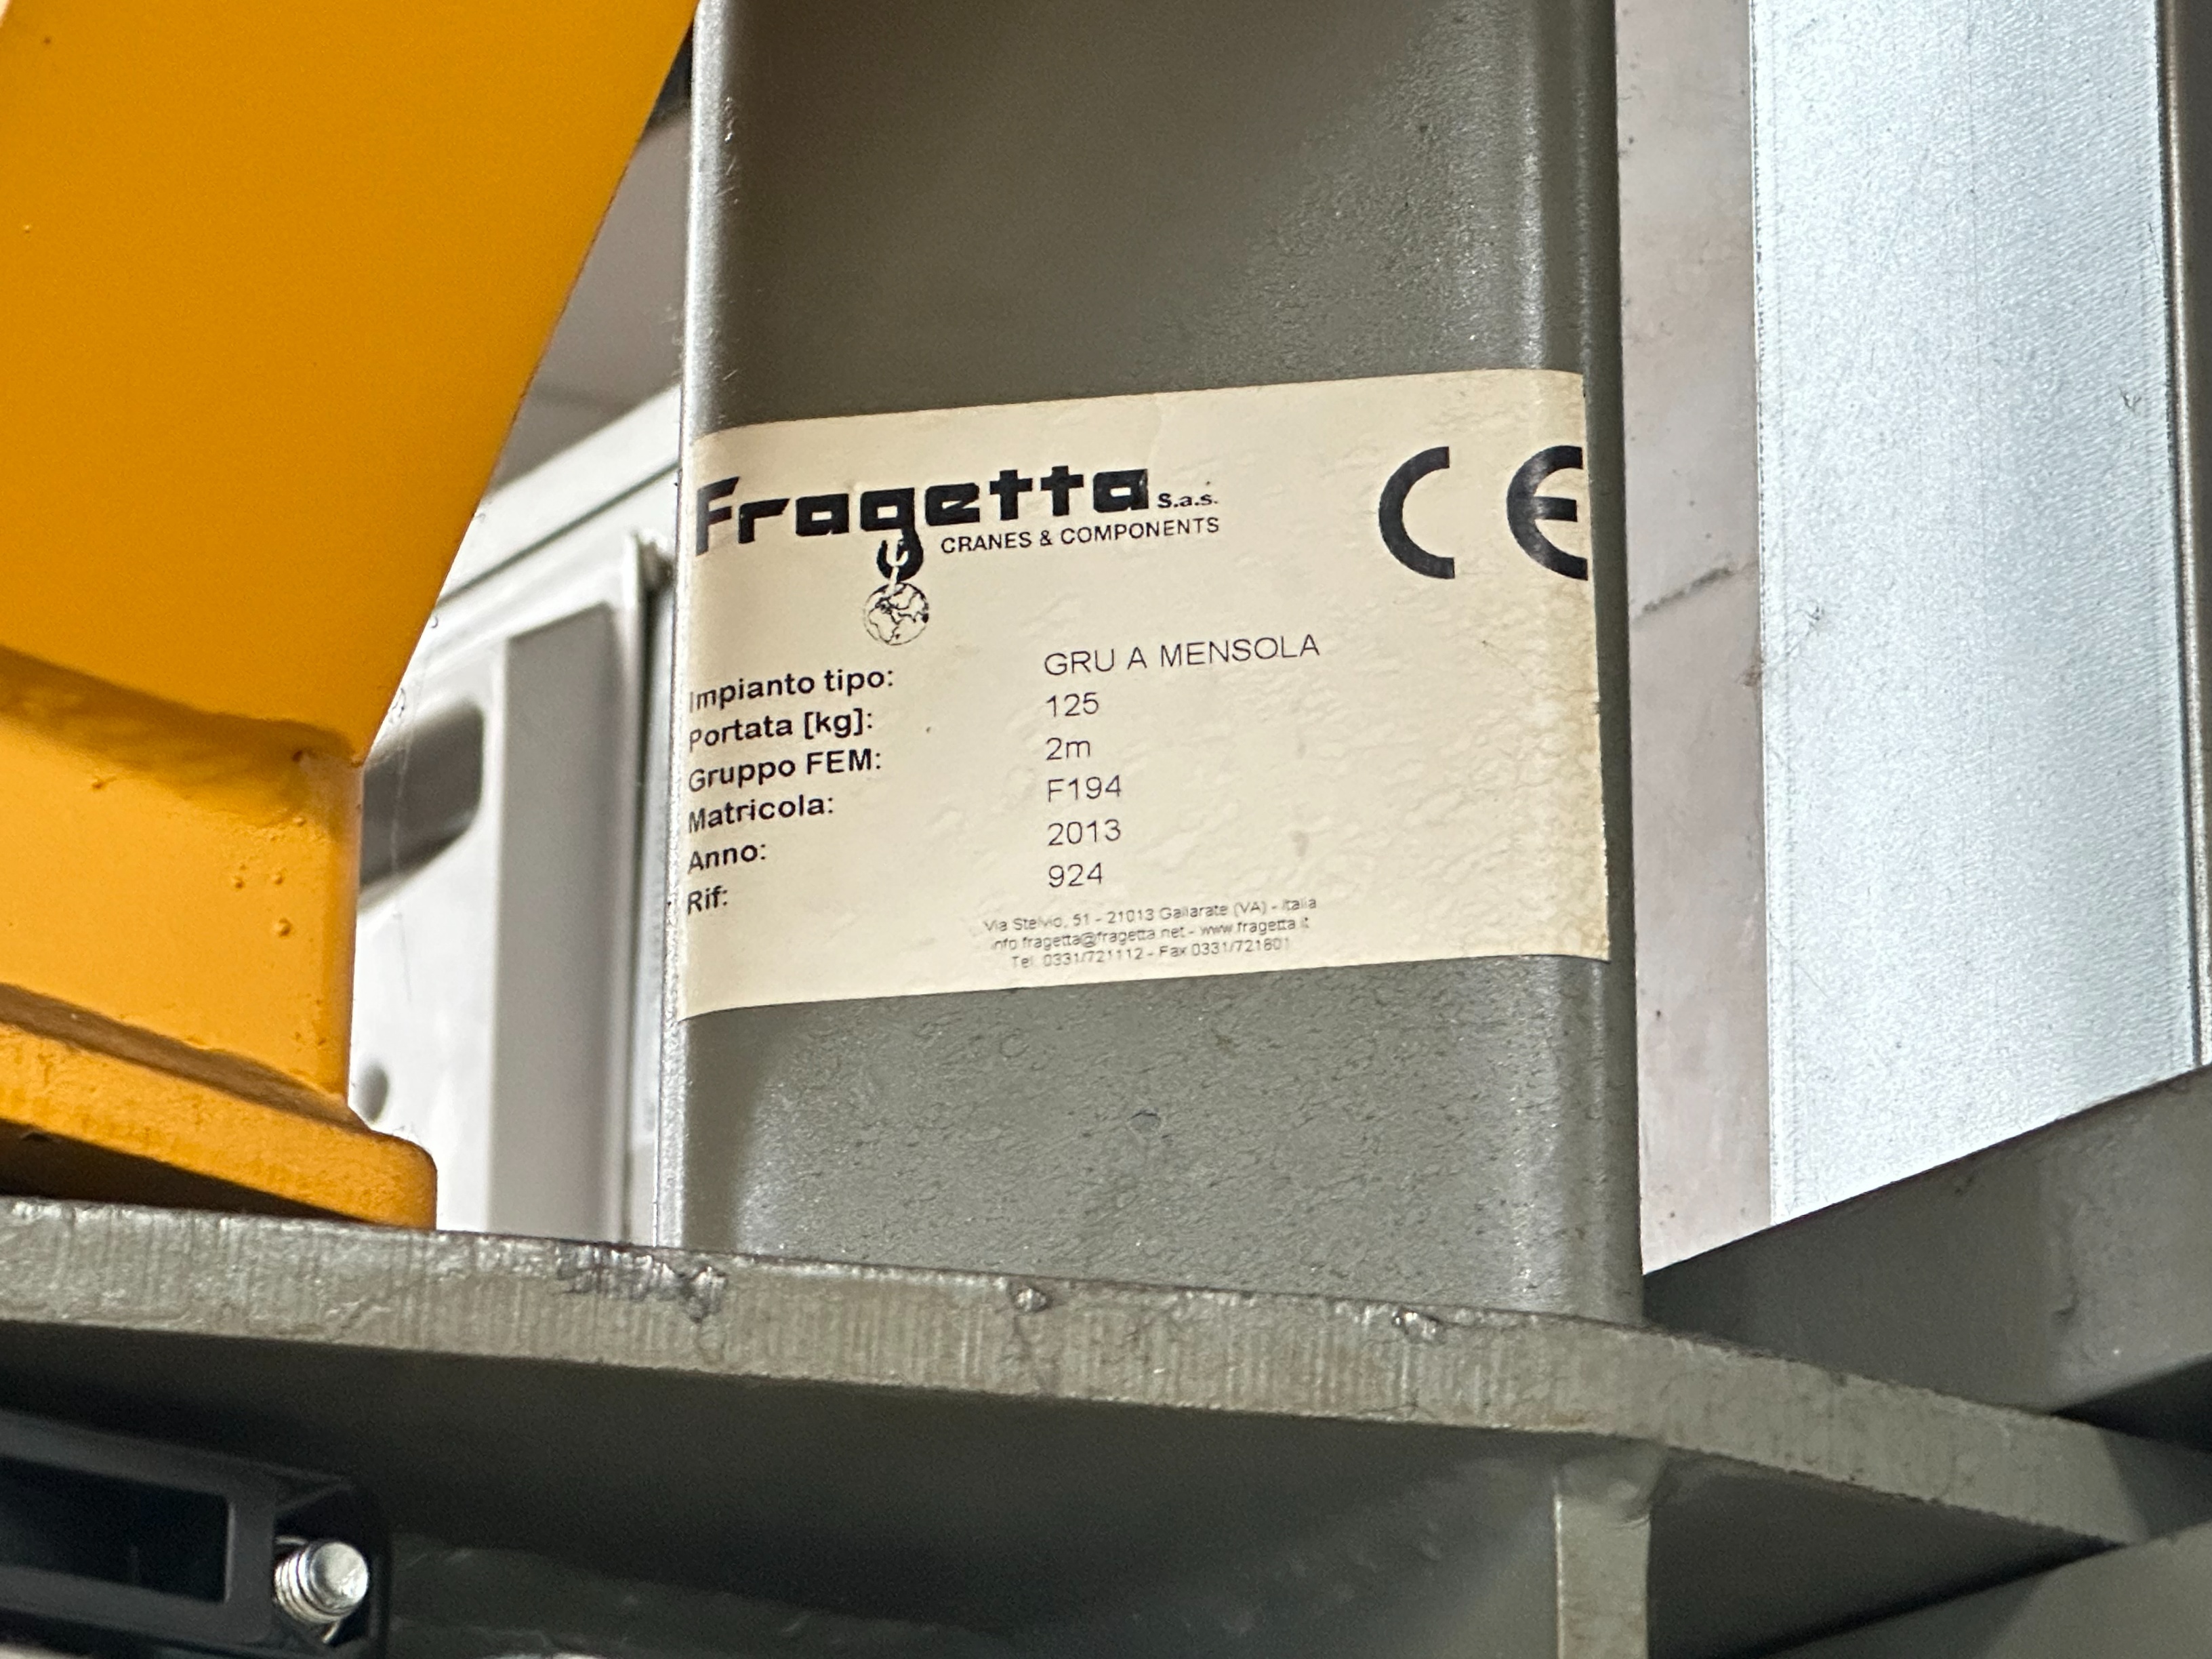 Fragetta S.a.s.
CRANES & COMPONENTS
CE
Impianto tipo: GRU A MENSOLA
Portata [kg]: 125
Gruppo FEM: 2m
Matricola: F194
Anno: 2013
Rif: 924
Via Stelvio, 51 - 21013 Gallarate (VA) - Italia
info.fragetta@fragetta.net - www.fragetta.it
Tel. 0331/721112 - Fax 0331/721601